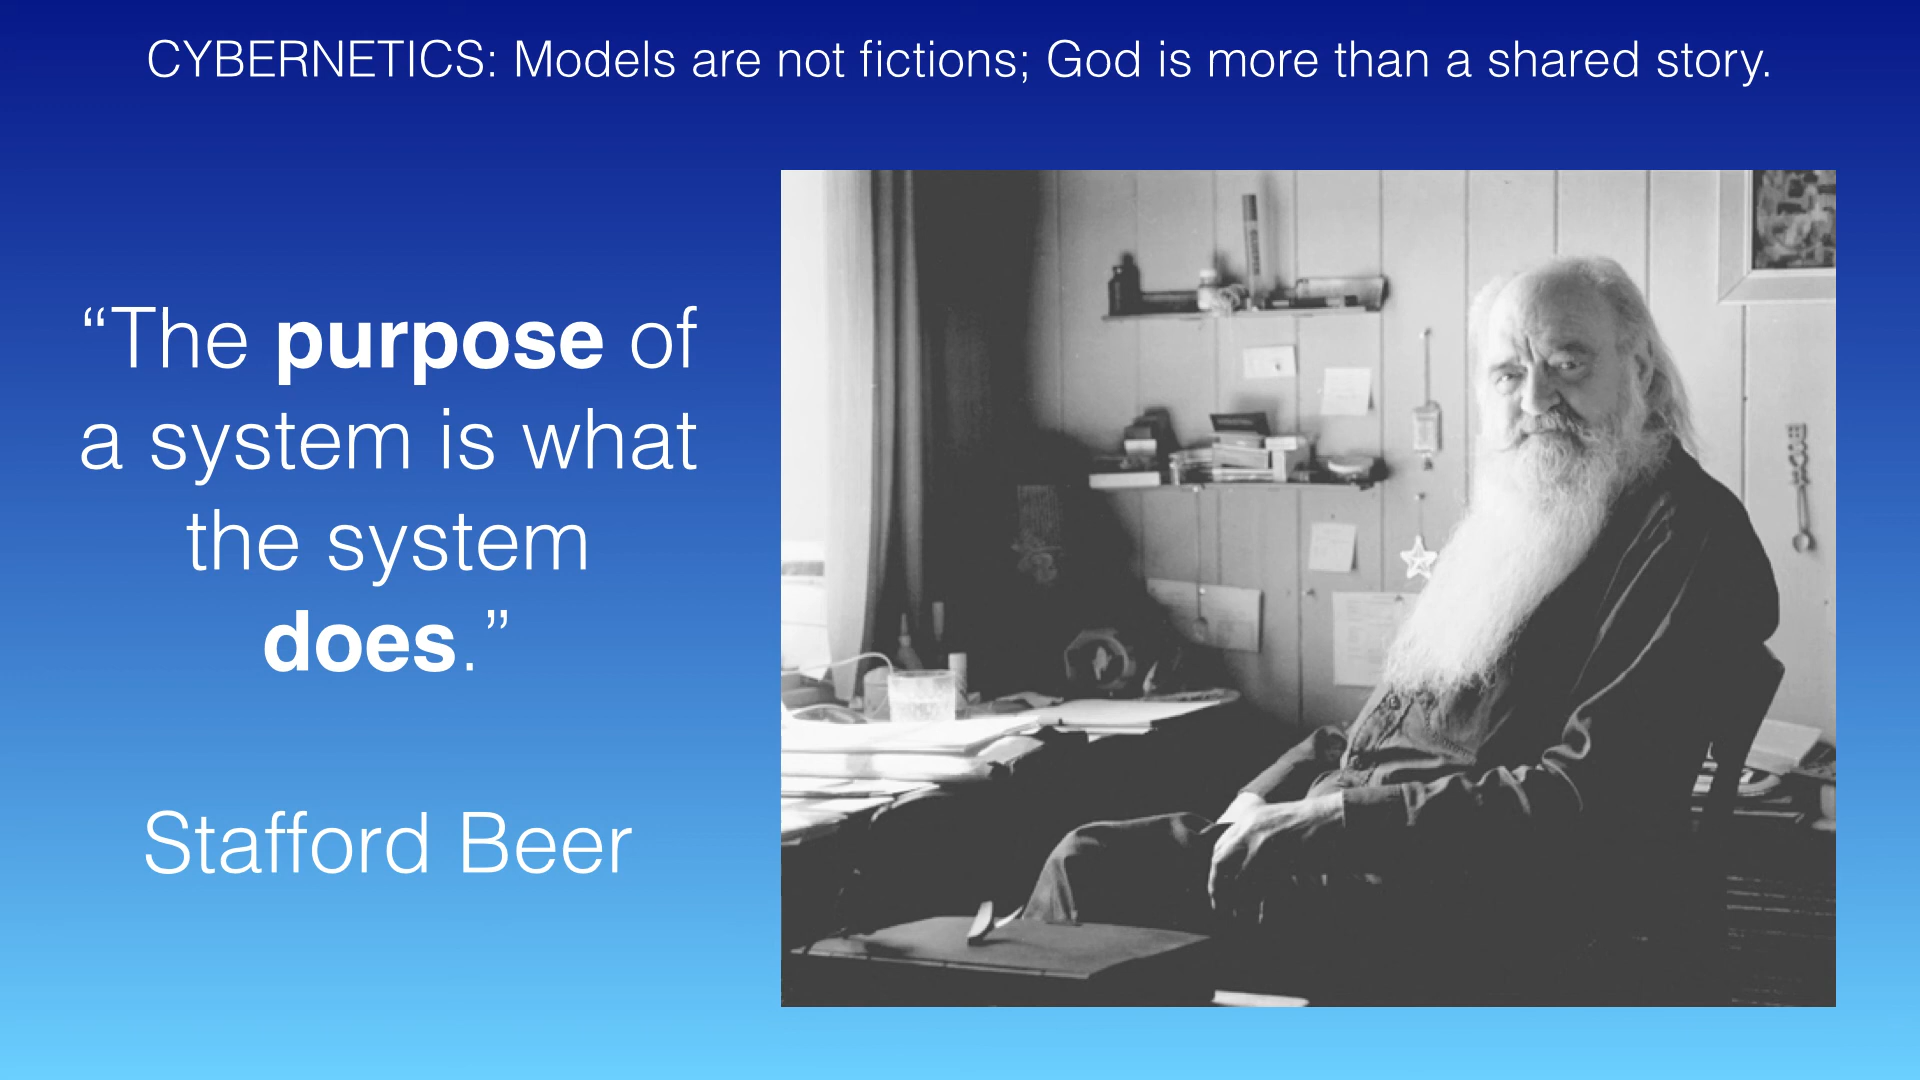 CYBERNETICS: Models are not fictions; God is more than a shared story.
“The purpose of
a system is what
the system
does.”
Stafford Beer